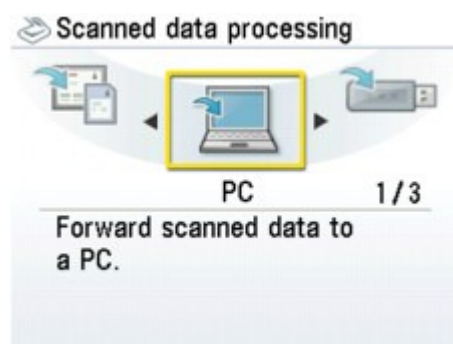 Scanned data processing
PC 1/3
Forward scanned data to
a PC.